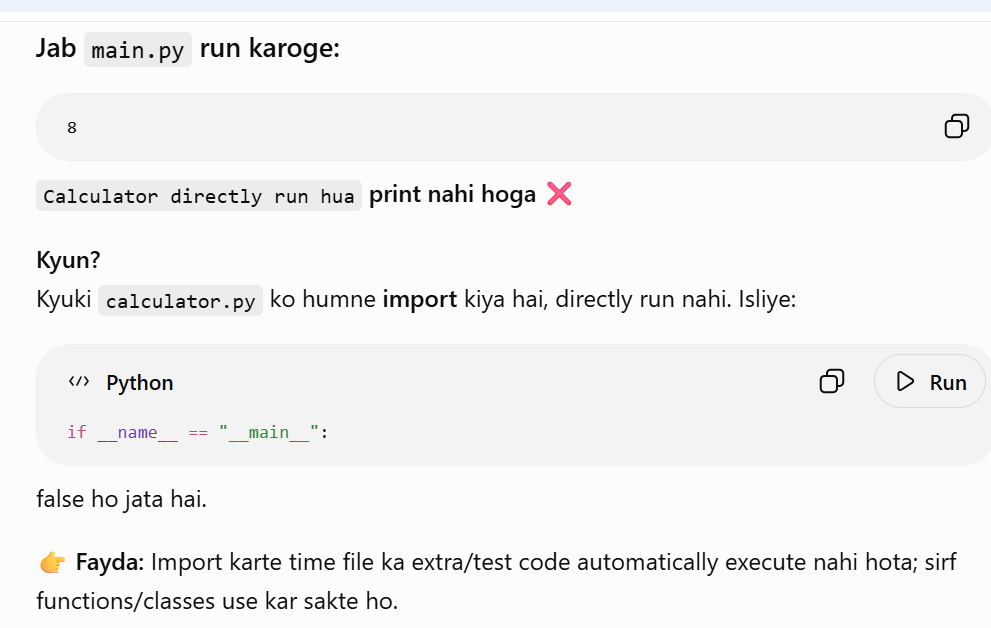 Jab main.py run karoge:
8
Calculator directly run hua print nahi hoga ❌
Kyun?
Kyuki calculator.py ko humne import kiya hai, directly run nahi. Isliye:
</> Python Run
if __name__ == "__main__":
false ho jata hai.
👉 Fayda: Import karte time file ka extra/test code automatically execute nahi hota; sirf
functions/classes use kar sakte ho.